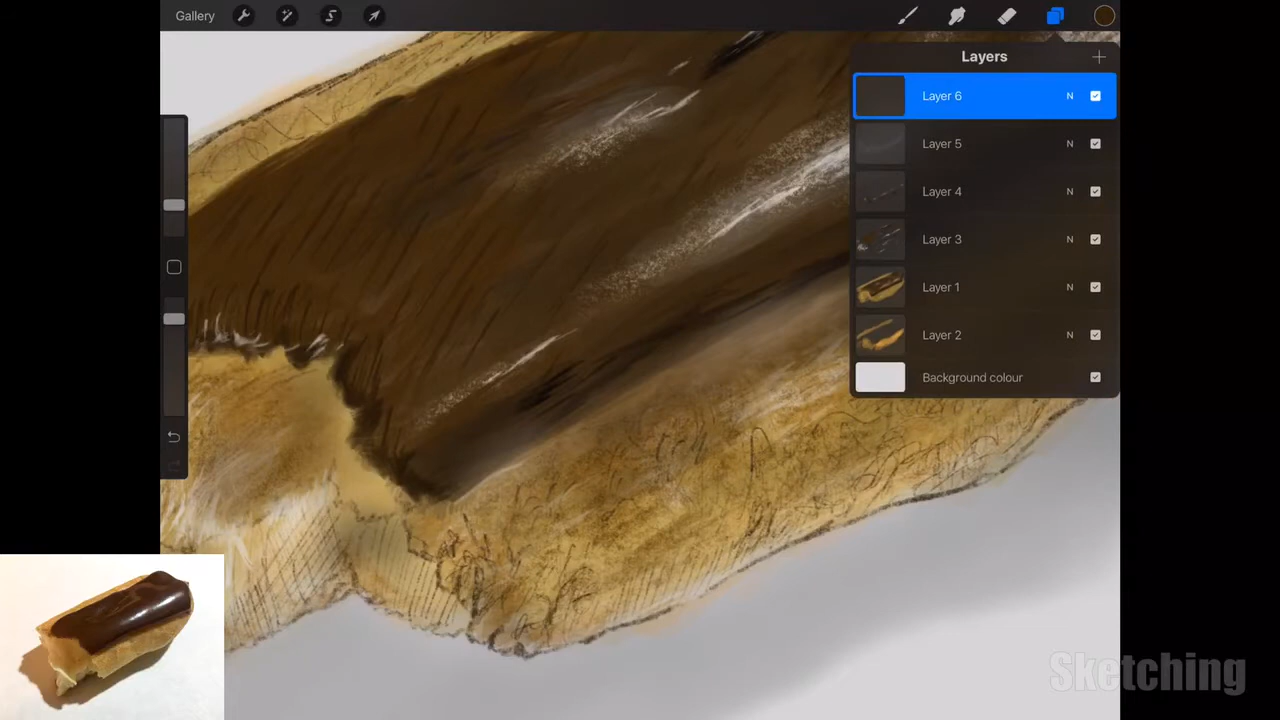 Gallery
Layers
Layer 6 N
Layer 5 N
Layer 4 N
Layer 3 N
Layer 1 N
Layer 2 N
Background colour
Sketching